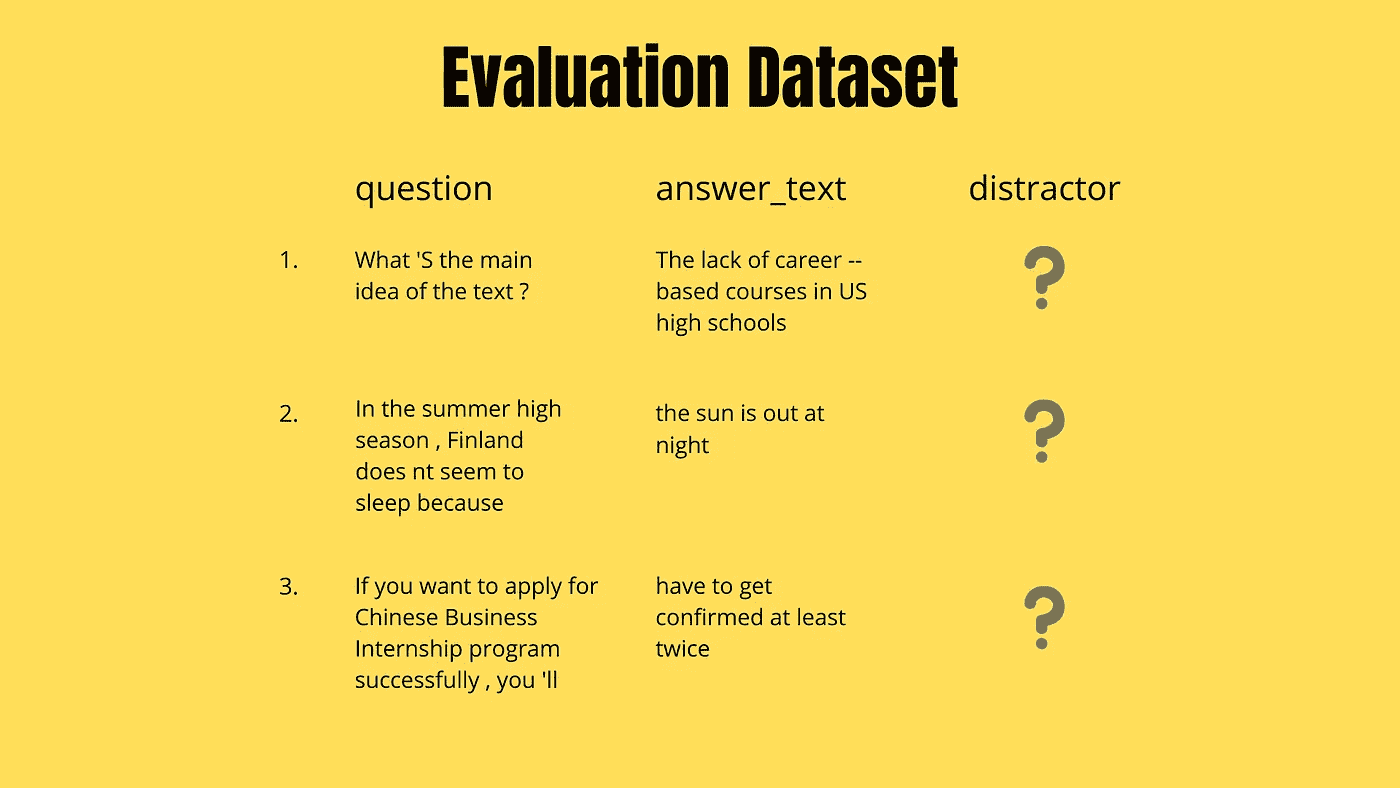 Evaluation Dataset
question answer_text distractor
1. What 'S the main
idea of the text ?
The lack of career --
based courses in US
high schools
?
2. In the summer high
season , Finland
does nt seem to
sleep because
the sun is out at
night
?
3. If you want to apply for
Chinese Business
Internship program
successfully , you 'll
have to get
confirmed at least
twice
?